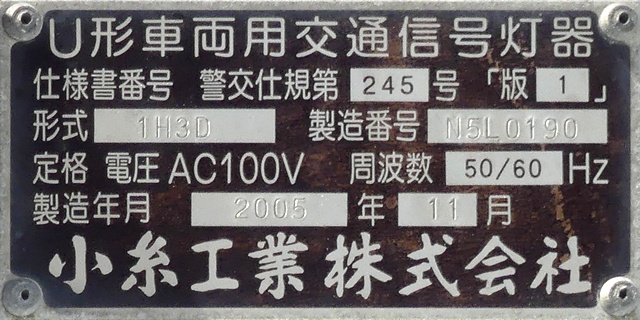 U形車両用交通信号灯器
仕様書番号 警交仕規第 245 号 「版 1 」
形式 1H3D 製造番号 N5L0190
定格 電圧 AC100V 周波数 50/60 Hz
製造年月 2005 年 11 月
小糸工業株式会社